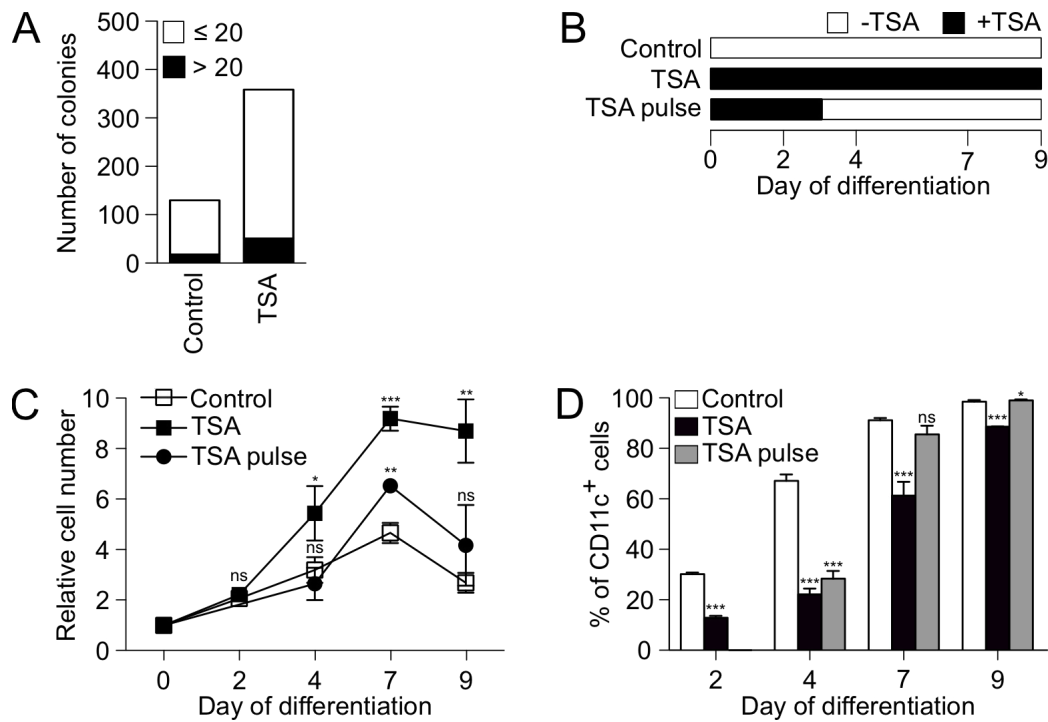 A
Number of colonies
500
400
300
200
100
0
≤ 20
> 20
Control
TSA
B
-TSA +TSA
Control
TSA
TSA pulse
0 2 4 7 9
Day of differentiation
C
Relative cell number
10
8
6
4
2
0
Control
TSA
TSA pulse
ns
*
ns
***
**
**
ns
0 2 4 7 9
Day of differentiation
D
% of CD11c+ cells
100
80
60
40
20
0
Control
TSA
TSA pulse
***
*** ***
*** ns
*** *
2 4 7 9
Day of differentiation